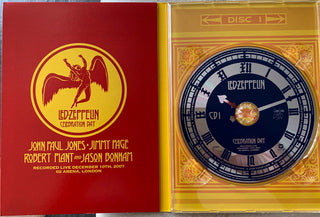 LED-ZEPPELIN
CELEBRATION DAY
JOHN PAUL JONES · JIMMY PAGE
ROBERT PLANT AND JASON BONHAM
RECORDED LIVE DECEMBER 10TH, 2007
02 ARENA, LONDON
DISC 1
LED-ZEPPELIN
CD1
CELEBRATION DAY